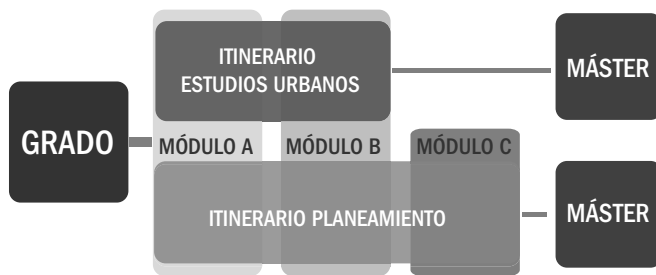 ITINERARIO
ESTUDIOS URBANOS
MÁSTER
GRADO
MÓDULO A
MÓDULO B
MÓDULO C
ITINERARIO PLANEAMIENTO
MÁSTER